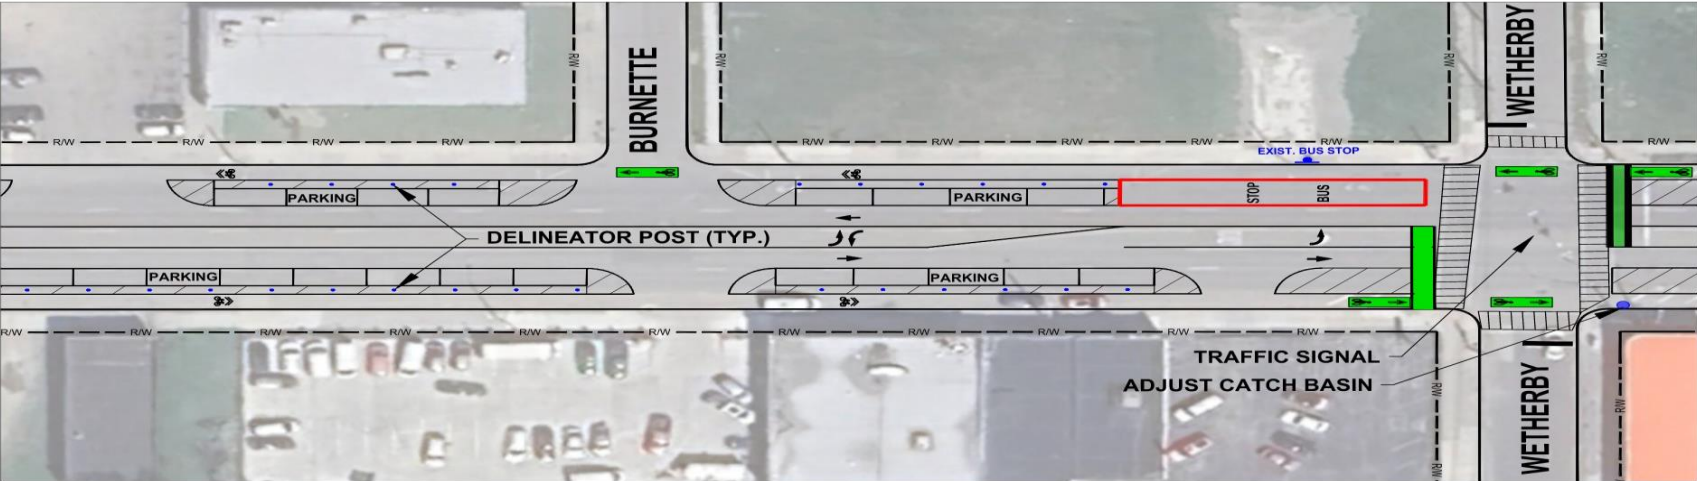 BURNETTE
WETHERBY
R/W
R/W
R/W
R/W
R/W
R/W
R/W
R/W
R/W
R/W
R/W
R/W
R/W
EXIST. BUS STOP
PARKING
PARKING
STOP
BUS
DELINEATOR POST (TYP.)
PARKING
PARKING
R/W
R/W
R/W
R/W
R/W
R/W
R/W
R/W
R/W
R/W
R/W
TRAFFIC SIGNAL
ADJUST CATCH BASIN
R/W
R/W
R/W
WETHERBY